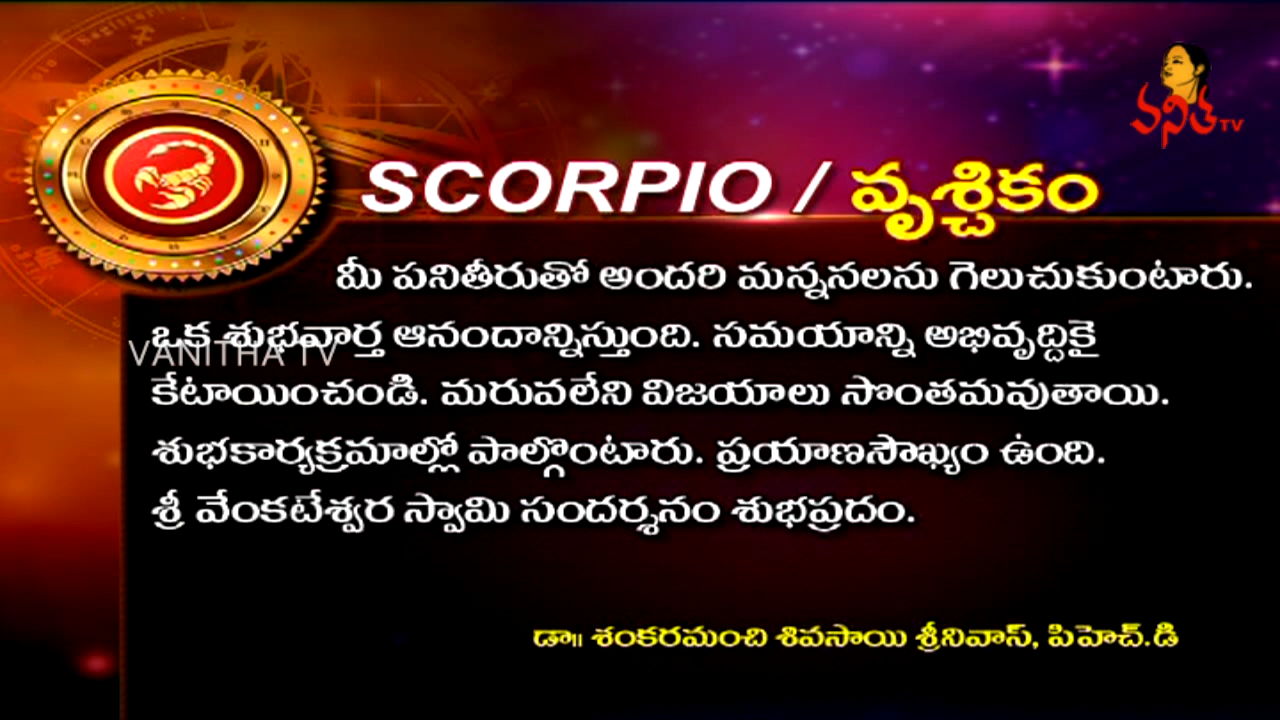 వనిత TV
SCORPIO / వృశ్చికం
మీ పనితీరుతో అందరి మన్ననలను గెలుచుకుంటారు.
ఒక శుభవార్త ఆనందాన్నిస్తుంది. సమయాన్ని అభివృద్దికై
VANITHA TV
కేటాయించండి. మరువలేని విజయాలు సొంతమవుతాయి.
శుభకార్యక్రమాల్లో పాల్గొంటారు. ప్రయాణసౌఖ్యం ఉంది.
శ్రీ వేంకటేశ్వర స్వామి సందర్శనం శుభప్రదం.
డా॥ శంకరమంచి శివసాయి శ్రీనివాస్, పిహెచ్.డి